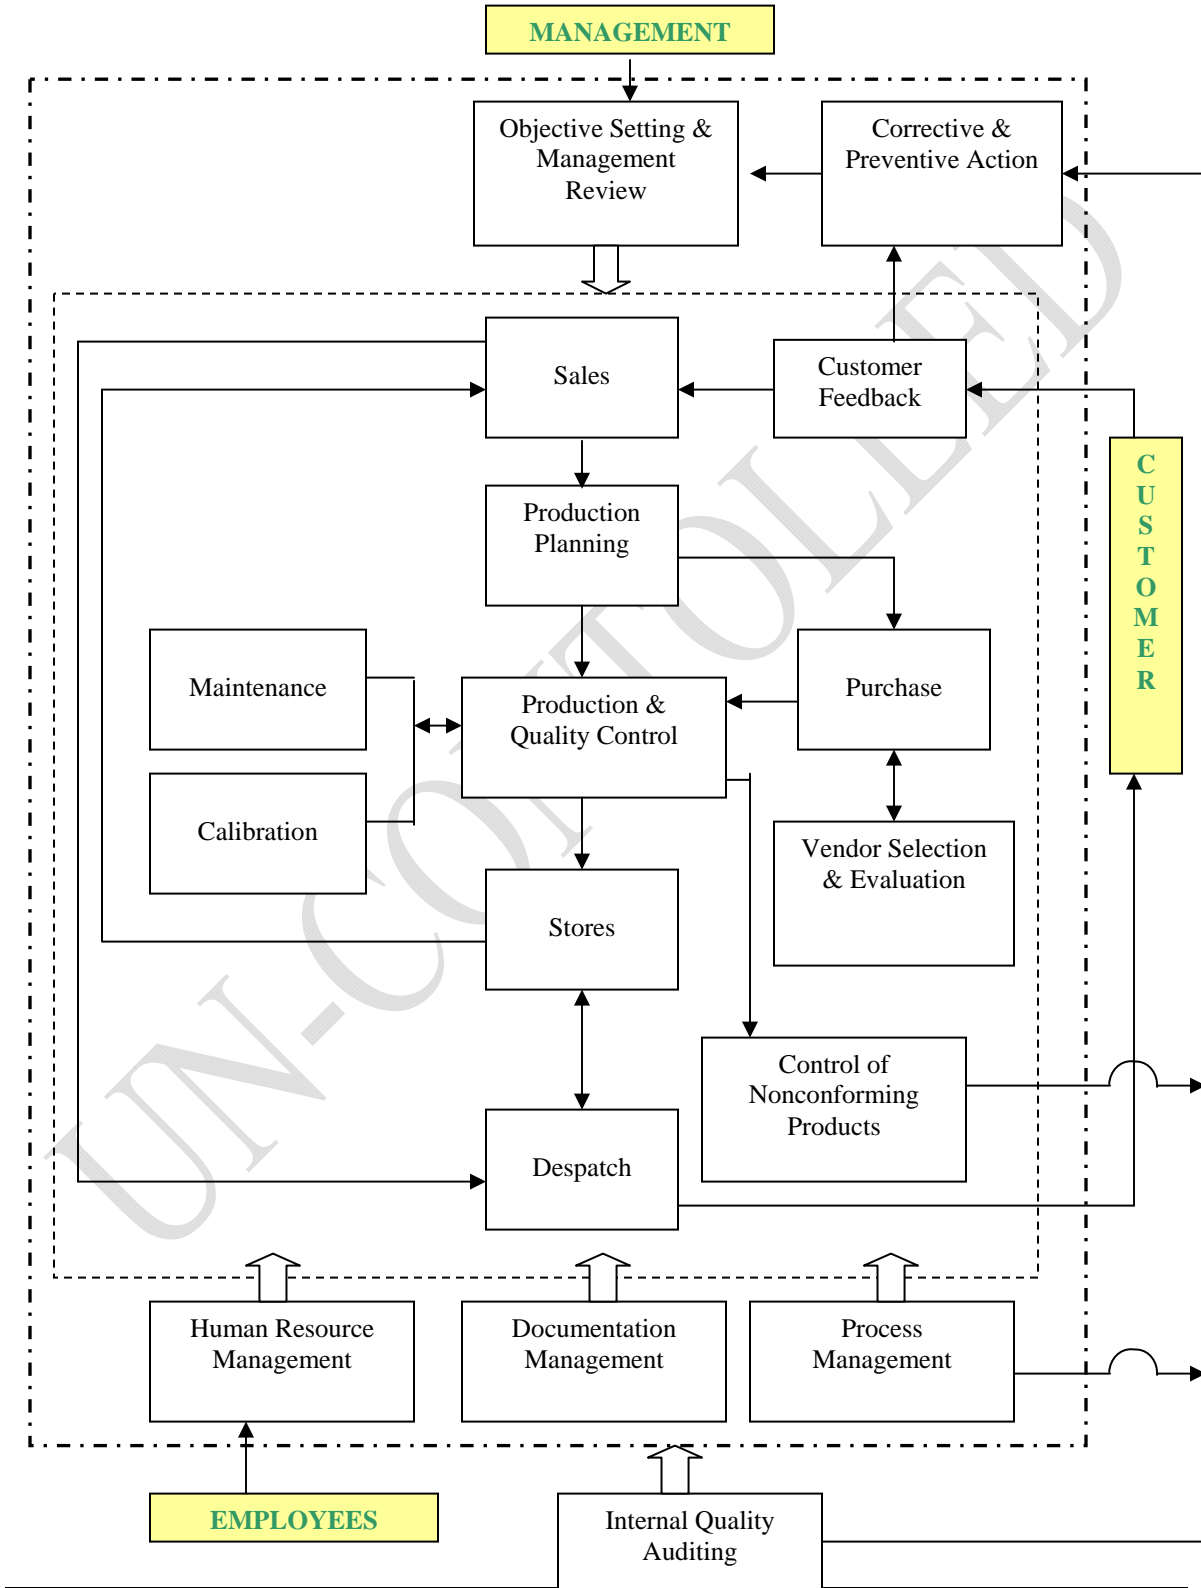 MANAGEMENT
Objective Setting &
Management
Review
Corrective &
Preventive Action
Sales
Customer
Feedback
Production
Planning
C
U
S
T
O
M
E
R
Maintenance
Production &
Quality Control
Purchase
Calibration
Vendor Selection
& Evaluation
Stores
Control of
Nonconforming
Products
Despatch
Human Resource
Management
Documentation
Management
Process
Management
EMPLOYEES
Internal Quality
Auditing
UN-CONTOLLED